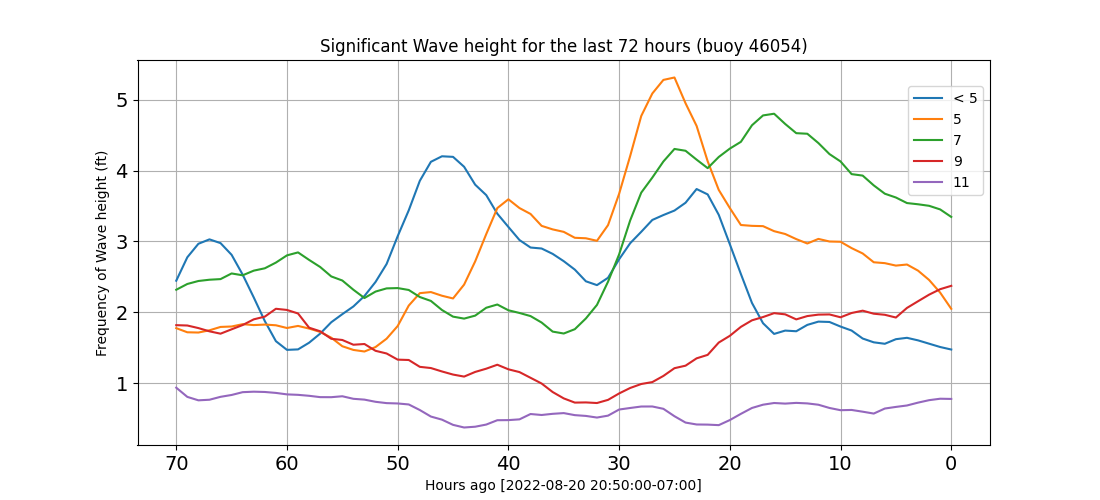 Significant Wave height for the last 72 hours (buoy 46054)
Frequency of Wave height (ft)
5
4
3
2
1
< 5
5
7
9
11
70 60 50 40 30 20 10 0
Hours ago [2022-08-20 20:50:00-07:00]